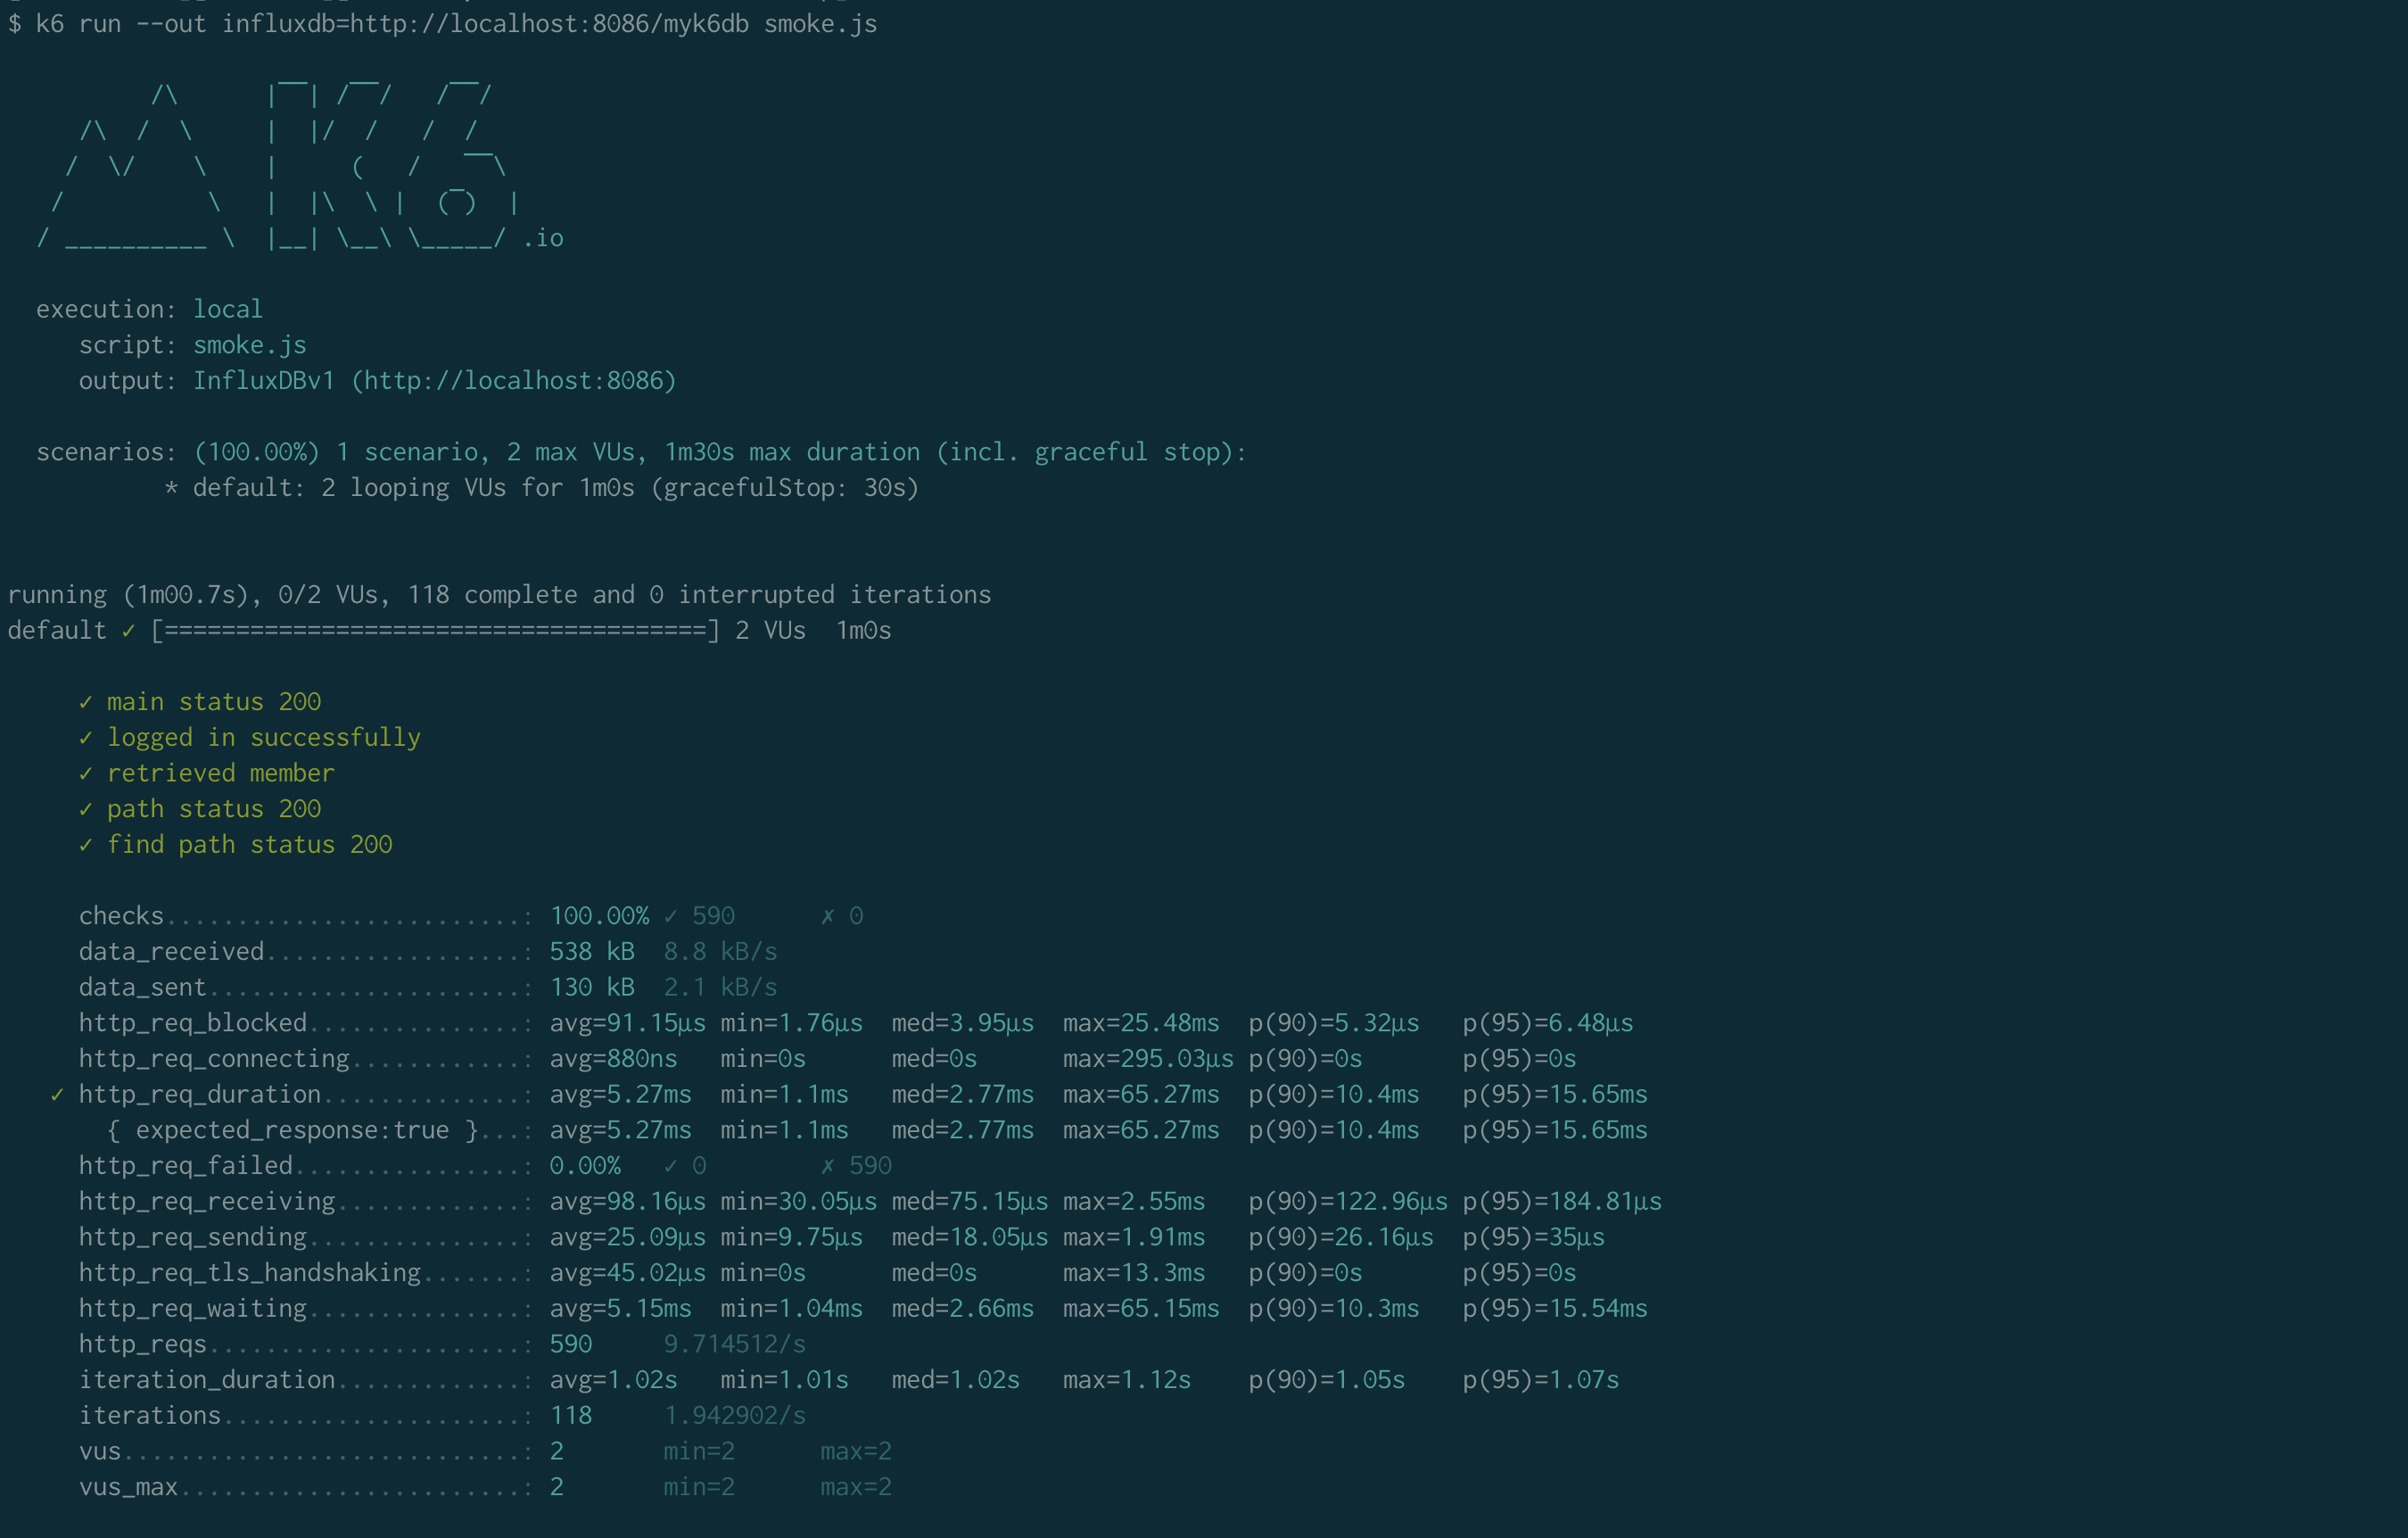 $ k6 run --out influxdb=http://localhost:8086/myk6db smoke.js
          /\      |‾‾| /‾‾/   /‾‾/
     /\  /  \     |  |/  /   /  /
    /  \/    \    |     (   /   ‾‾\
   /          \   |  |\  \ |  (‾)  |
  / __________ \  |__| \__\ \_____/ .io
  execution: local
     script: smoke.js
     output: InfluxDBv1 (http://localhost:8086)
  scenarios: (100.00%) 1 scenario, 2 max VUs, 1m30s max duration (incl. graceful stop):
           * default: 2 looping VUs for 1m0s (gracefulStop: 30s)
running (1m00.7s), 0/2 VUs, 118 complete and 0 interrupted iterations
default ✓ [======================================] 2 VUs  1m0s
     ✓ main status 200
     ✓ logged in successfully
     ✓ retrieved member
     ✓ path status 200
     ✓ find path status 200
     checks.........................: 100.00% ✓ 590      ✗ 0
     data_received..................: 538 kB  8.8 kB/s
     data_sent......................: 130 kB  2.1 kB/s
     http_req_blocked...............: avg=91.15µs min=1.76µs  med=3.95µs  max=25.48ms  p(90)=5.32µs   p(95)=6.48µs
     http_req_connecting............: avg=880ns   min=0s      med=0s      max=295.03µs p(90)=0s       p(95)=0s
   ✓ http_req_duration..............: avg=5.27ms  min=1.1ms   med=2.77ms  max=65.27ms  p(90)=10.4ms   p(95)=15.65ms
       { expected_response:true }...: avg=5.27ms  min=1.1ms   med=2.77ms  max=65.27ms  p(90)=10.4ms   p(95)=15.65ms
     http_req_failed................: 0.00%   ✓ 0        ✗ 590
     http_req_receiving.............: avg=98.16µs min=30.05µs med=75.15µs max=2.55ms   p(90)=122.96µs p(95)=184.81µs
     http_req_sending...............: avg=25.09µs min=9.75µs  med=18.05µs max=1.91ms   p(90)=26.16µs  p(95)=35µs
     http_req_tls_handshaking.......: avg=45.02µs min=0s      med=0s      max=13.3ms   p(90)=0s       p(95)=0s
     http_req_waiting...............: avg=5.15ms  min=1.04ms  med=2.66ms  max=65.15ms  p(90)=10.3ms   p(95)=15.54ms
     http_reqs......................: 590     9.714512/s
     iteration_duration.............: avg=1.02s   min=1.01s   med=1.02s   max=1.12s    p(90)=1.05s    p(95)=1.07s
     iterations.....................: 118     1.942902/s
     vus............................: 2       min=2      max=2
     vus_max........................: 2       min=2      max=2